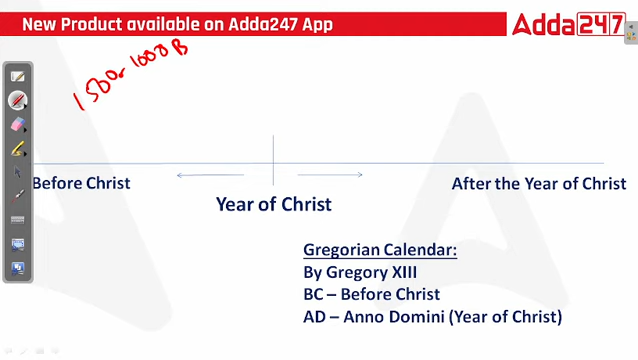 New Product available on Adda247 App
Adda247
1500-1000 B
Before Christ
Year of Christ
After the Year of Christ
Gregorian Calendar:
By Gregory XIII
BC – Before Christ
AD – Anno Domini (Year of Christ)